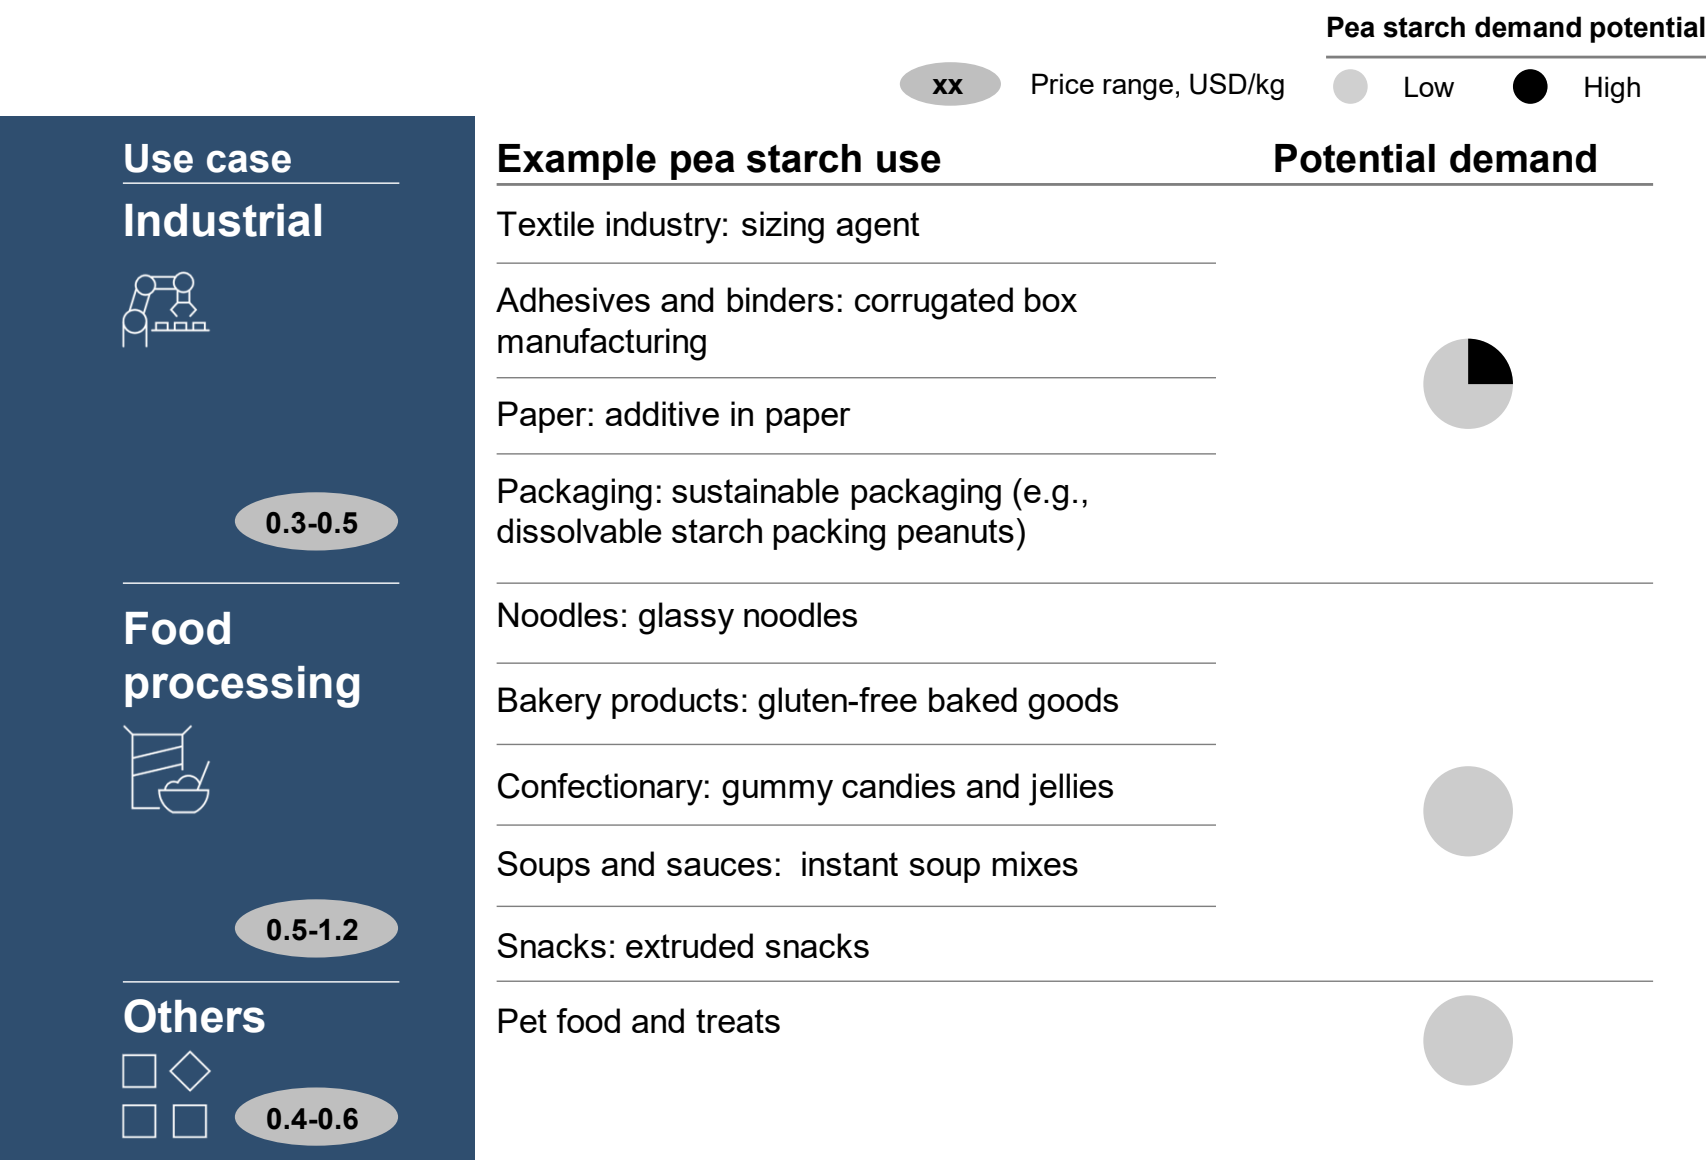 Pea starch demand potential
xx Price range, USD/kg Low High
Use case Example pea starch use Potential demand
Industrial
Textile industry: sizing agent
Adhesives and binders: corrugated box
manufacturing
Paper: additive in paper
Packaging: sustainable packaging (e.g.,
dissolvable starch packing peanuts)
0.3-0.5
Food
processing
Noodles: glassy noodles
Bakery products: gluten-free baked goods
Confectionary: gummy candies and jellies
Soups and sauces:  instant soup mixes
Snacks: extruded snacks
0.5-1.2
Others
Pet food and treats
0.4-0.6